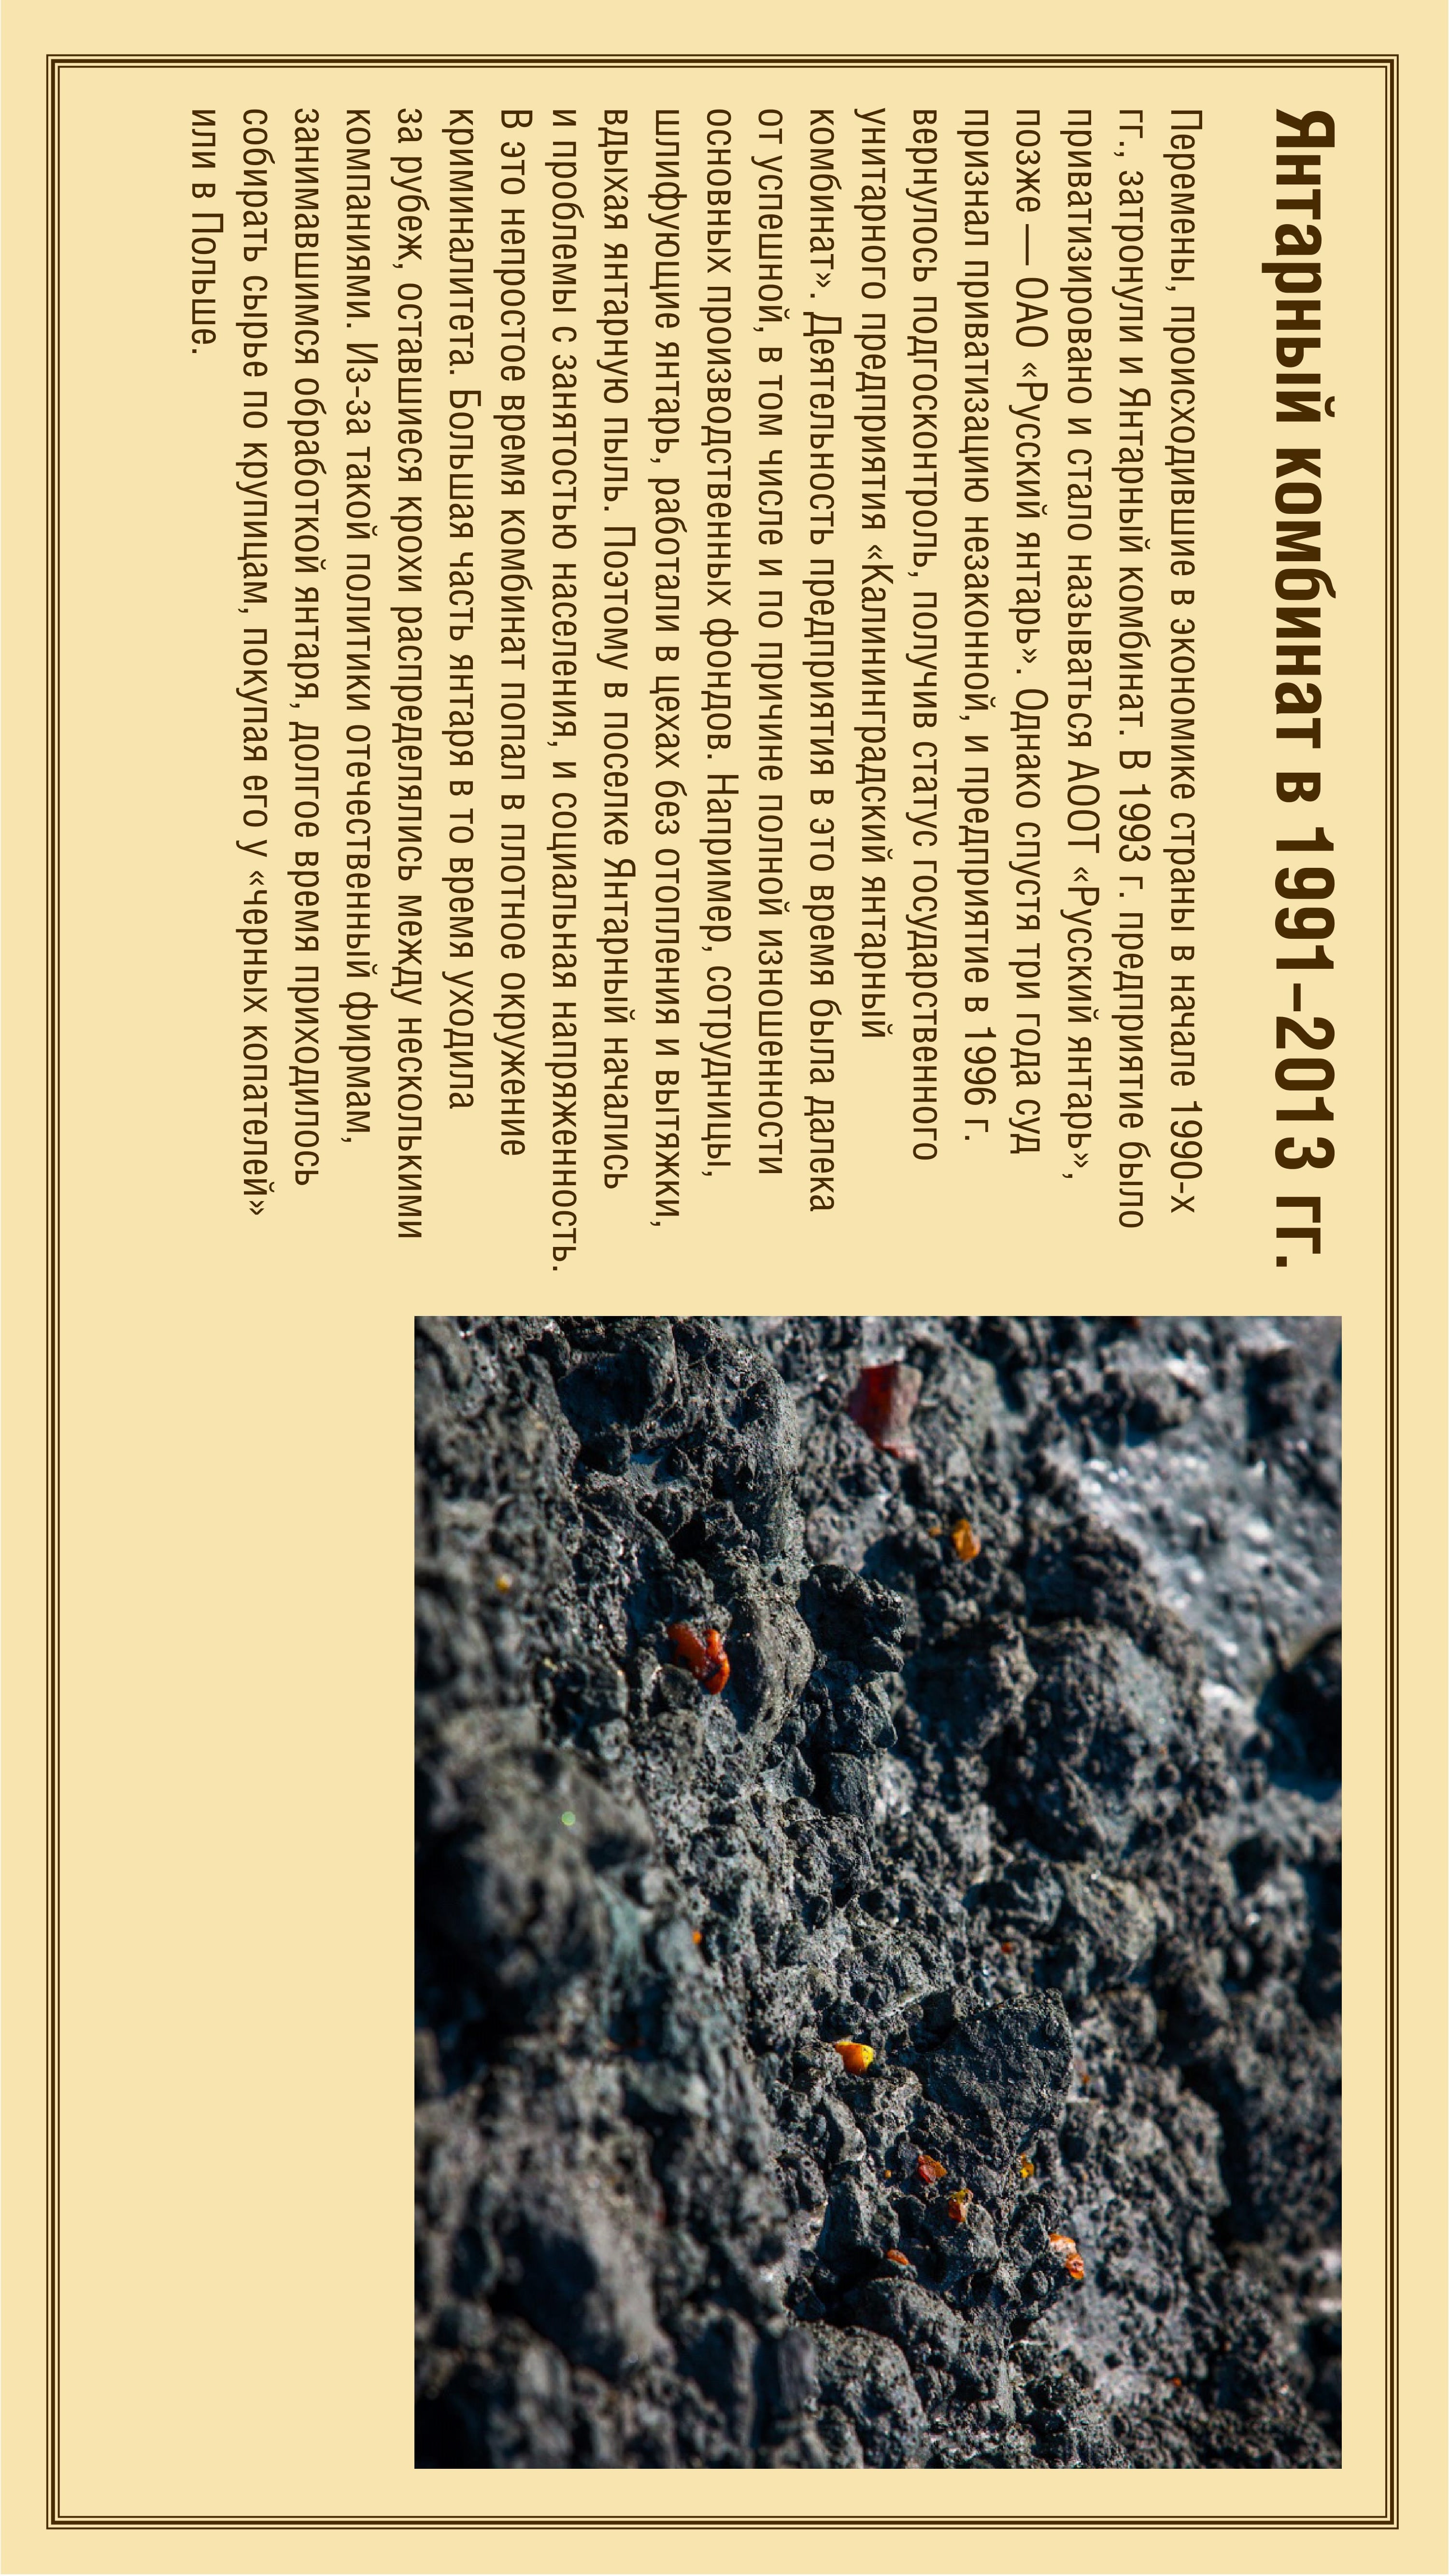 Янтарный комбинат в 1991–2013 гг.
Перемены, происходившие в экономике страны в начале 1990-х
гг., затронули и Янтарный комбинат. В 1993 г. предприятие было
приватизировано и стало называться АООТ «Русский янтарь»,
позже — ОАО «Русский янтарь». Однако спустя три года суд
признал приватизацию незаконной, и предприятие в 1996 г.
вернулось подгосконтроль, получив статус государственного
унитарного предприятия «Калининградский янтарный
комбинат». Деятельность предприятия в это время была далека
от успешной, в том числе и по причине полной изношенности
основных производственных фондов. Например, сотрудницы,
шлифующие янтарь, работали в цехах без отопления и вытяжки,
вдыхая янтарную пыль. Поэтому в поселке Янтарный начались
и проблемы с занятостью населения, и социальная напряженность.
В это непростое время комбинат попал в плотное окружение
криминалитета. Большая часть янтаря в то время уходила
за рубеж, оставшиеся крохи распределялись между несколькими
компаниями. Из-за такой политики отечественный фирмам,
занимавшимся обработкой янтаря, долгое время приходилось
собирать сырье по крупицам, покупая его у «черных копателей»
или в Польше.